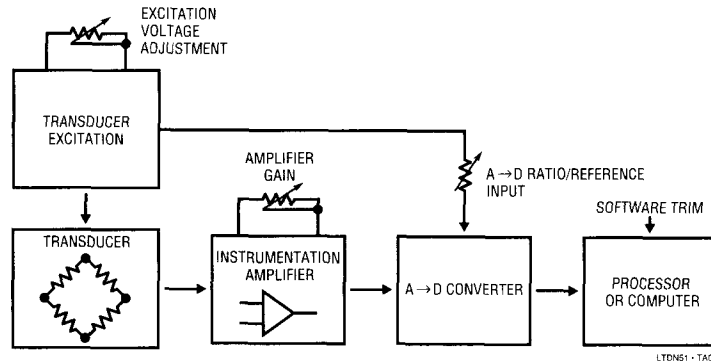 EXCITATION
VOLTAGE
ADJUSTMENT
TRANSDUCER
EXCITATION
AMPLIFIER
GAIN
A→D RATIO/REFERENCE
INPUT
SOFTWARE TRIM
TRANSDUCER
INSTRUMENTATION
AMPLIFIER
A→D CONVERTER
PROCESSOR
OR COMPUTER